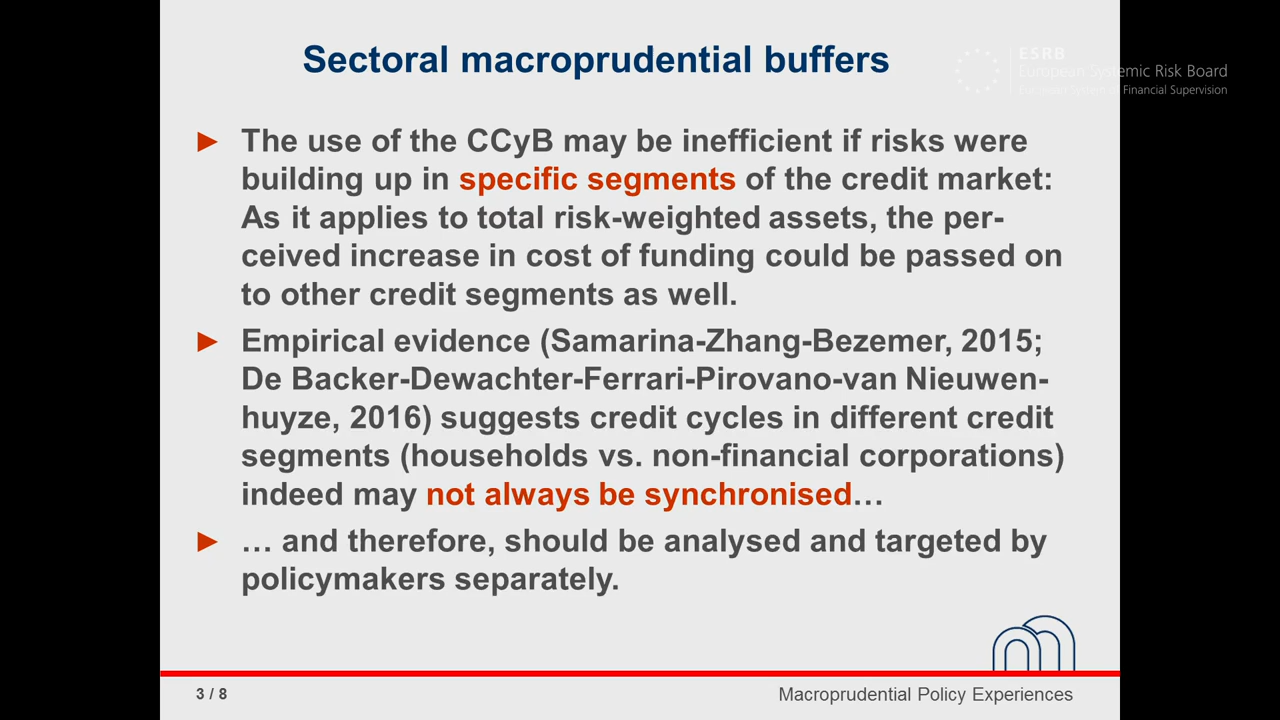 Sectoral macroprudential buffers
ESRB
European Systemic Risk Board
European System of Financial Supervision
► The use of the CCyB may be inefficient if risks were
building up in specific segments of the credit market:
As it applies to total risk-weighted assets, the per-
ceived increase in cost of funding could be passed on
to other credit segments as well.
► Empirical evidence (Samarina-Zhang-Bezemer, 2015;
De Backer-Dewachter-Ferrari-Pirovano-van Nieuwen-
huyze, 2016) suggests credit cycles in different credit
segments (households vs. non-financial corporations)
indeed may not always be synchronised…
► … and therefore, should be analysed and targeted by
policymakers separately.
3 / 8
Macroprudential Policy Experiences